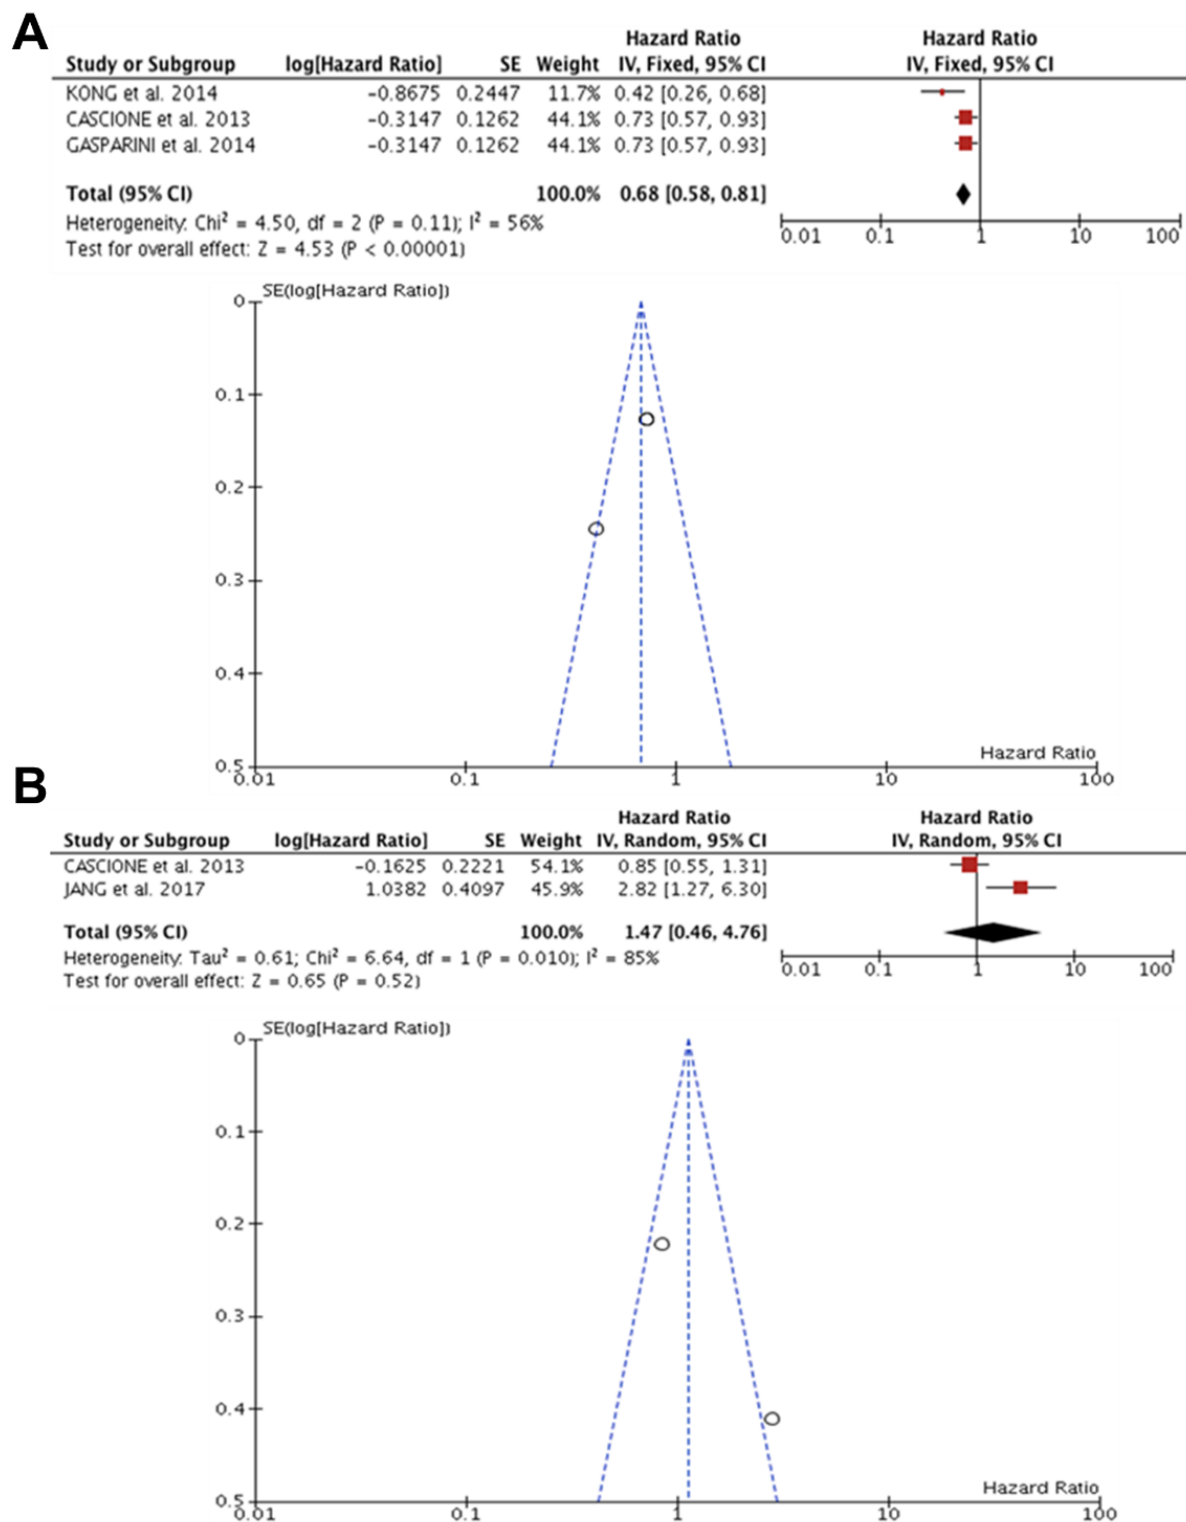 A
Hazard Ratio Hazard Ratio
Study or Subgroup log[Hazard Ratio] SE Weight IV, Fixed, 95% CI IV, Fixed, 95% CI
KONG et al. 2014 -0.8675 0.2447 11.7% 0.42 [0.26, 0.68]
CASCIONE et al. 2013 -0.3147 0.1262 44.1% 0.73 [0.57, 0.93]
GASPARINI et al. 2014 -0.3147 0.1262 44.1% 0.73 [0.57, 0.93]
Total (95% CI) 100.0% 0.68 [0.58, 0.81]
Heterogeneity: Chi² = 4.50, df = 2 (P = 0.11); I² = 56%
Test for overall effect: Z = 4.53 (P < 0.00001)
0.01 0.1 1 10 100
SE(log[Hazard Ratio])
0
0.1
0.2
0.3
0.4
0.5
Hazard Ratio
0.01 0.1 1 10 100
B
Hazard Ratio Hazard Ratio
Study or Subgroup log[Hazard Ratio] SE Weight IV, Random, 95% CI IV, Random, 95% CI
CASCIONE et al. 2013 -0.1625 0.2221 54.1% 0.85 [0.55, 1.31]
JANG et al. 2017 1.0382 0.4097 45.9% 2.82 [1.27, 6.30]
Total (95% CI) 100.0% 1.47 [0.46, 4.76]
Heterogeneity: Tau² = 0.61; Chi² = 6.64, df = 1 (P = 0.010); I² = 85%
Test for overall effect: Z = 0.65 (P = 0.52)
0.01 0.1 1 10 100
SE(log[Hazard Ratio])
0
0.1
0.2
0.3
0.4
0.5
Hazard Ratio
0.01 0.1 1 10 100